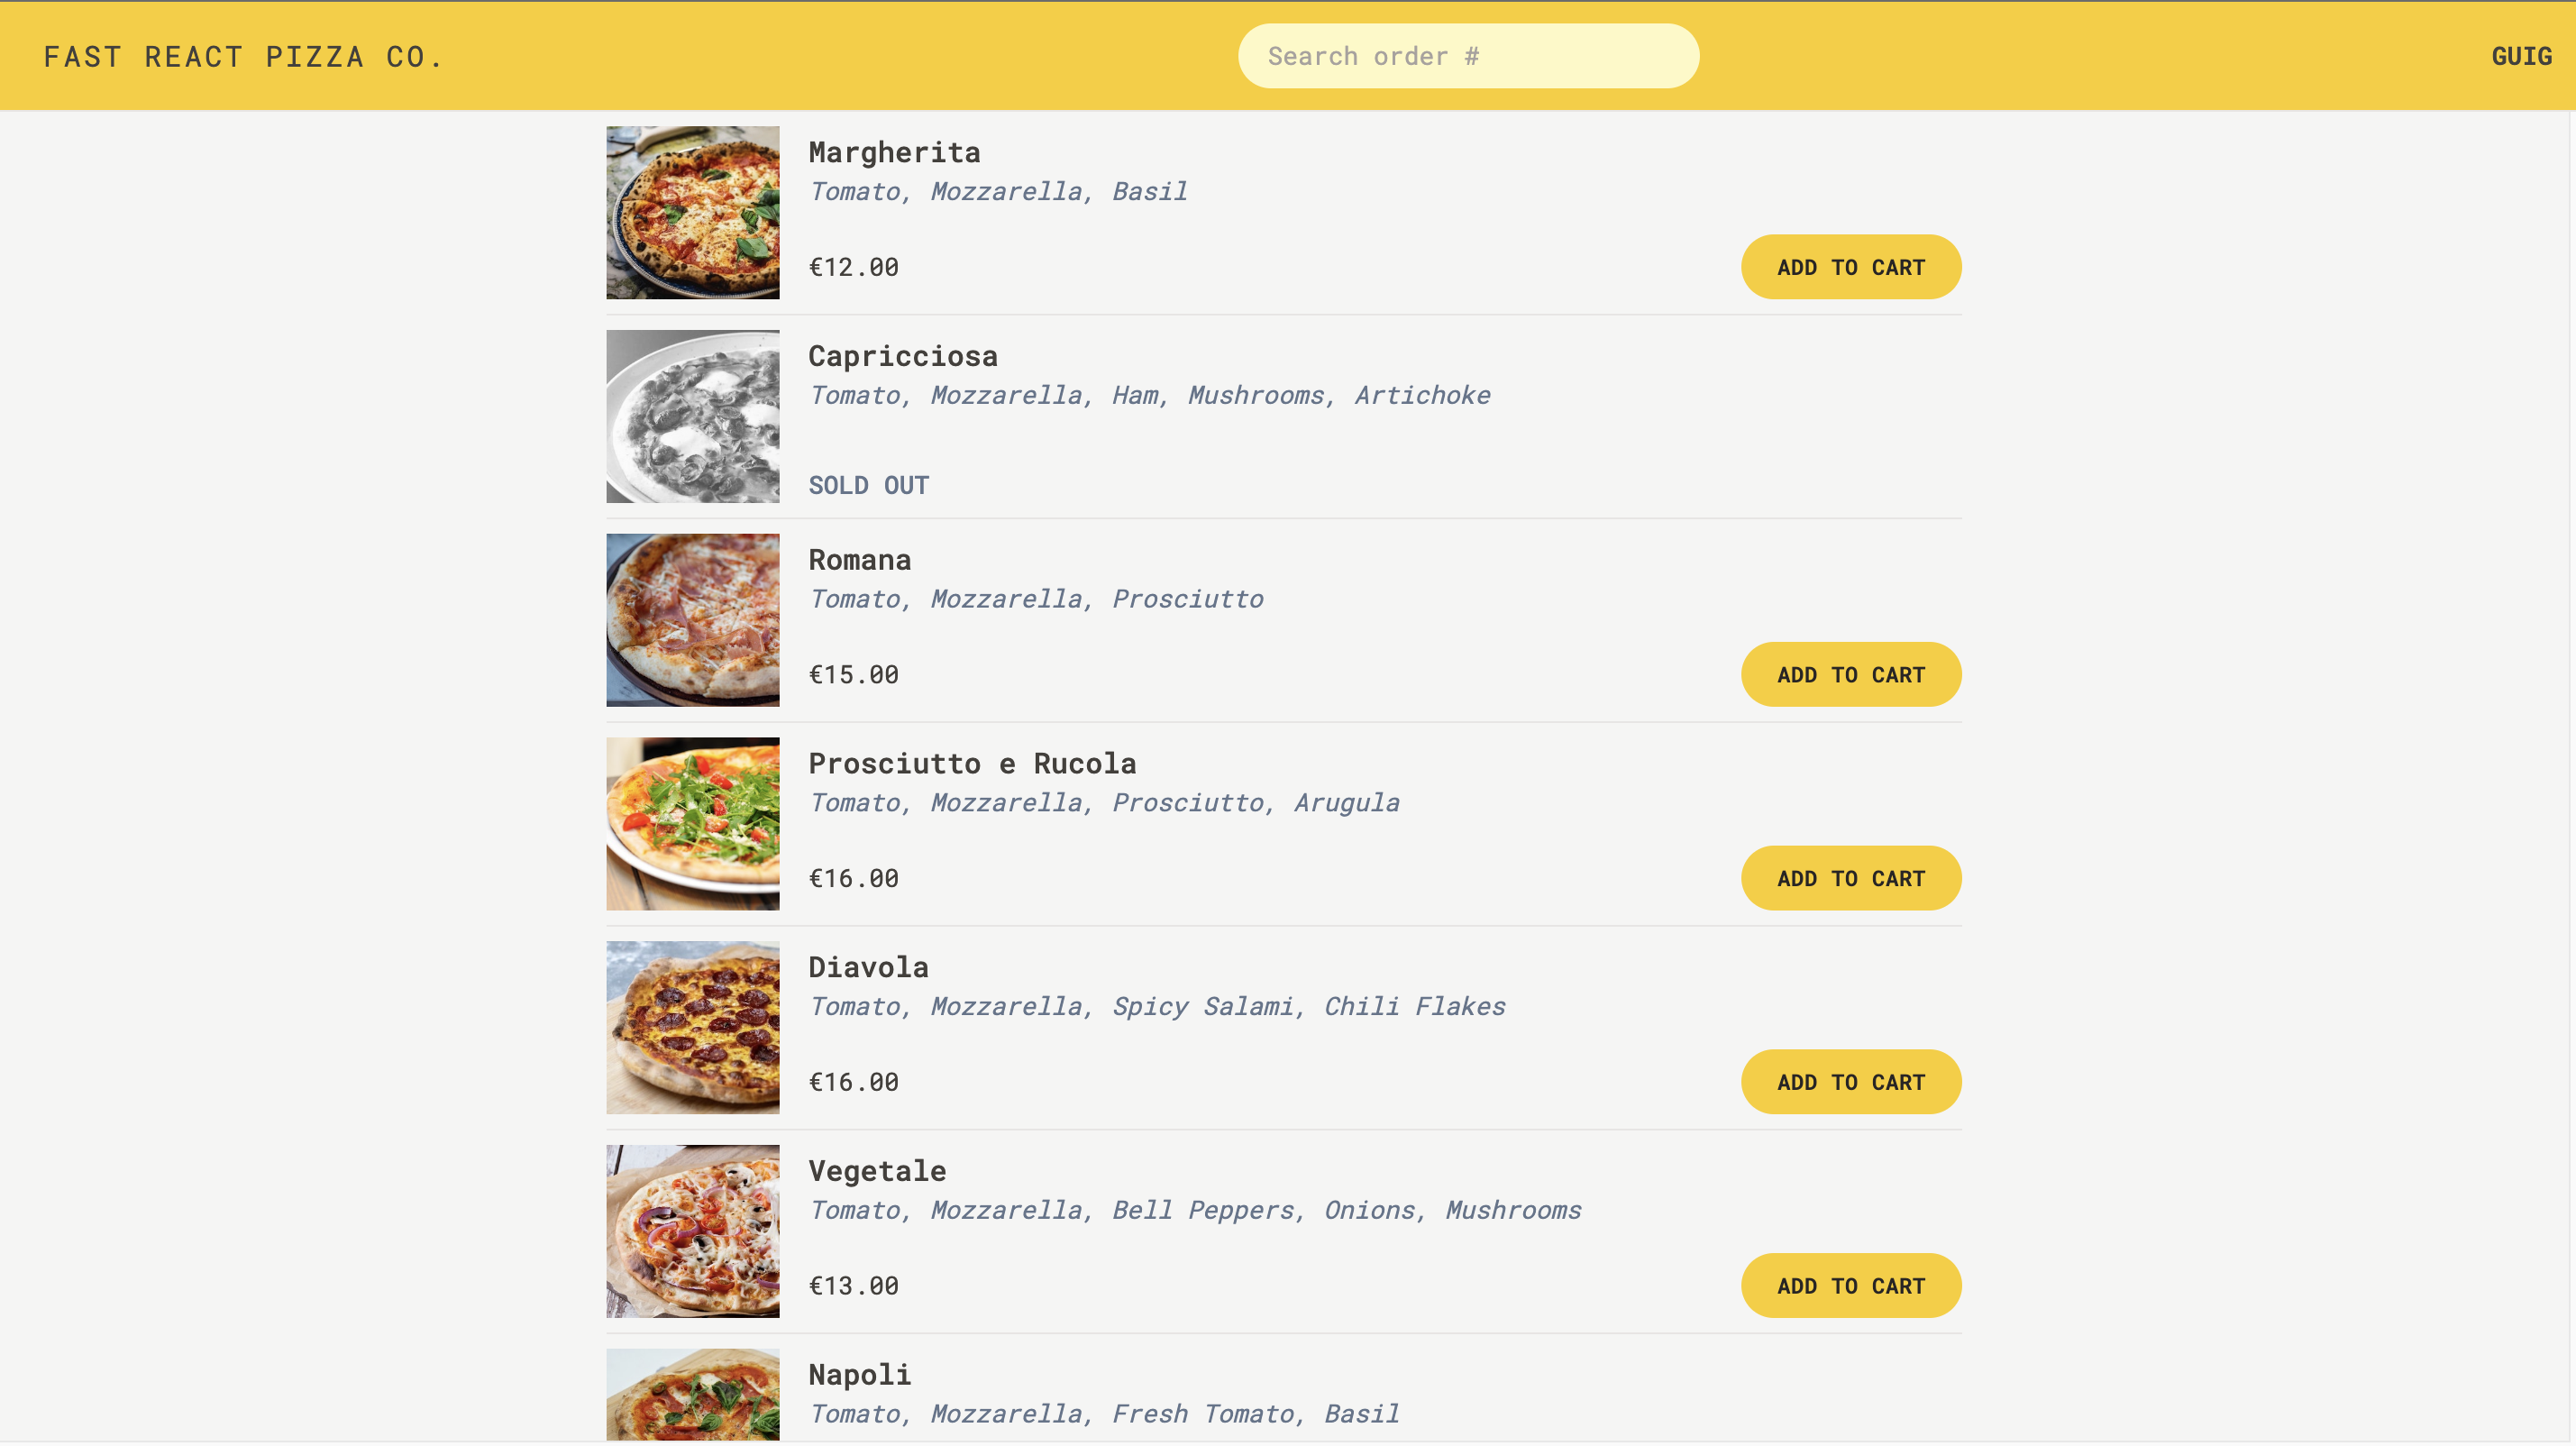 FAST REACT PIZZA CO.
Search order #
GUIG
Margherita
Tomato, Mozzarella, Basil
€12.00
ADD TO CART
Capricciosa
Tomato, Mozzarella, Ham, Mushrooms, Artichoke
SOLD OUT
Romana
Tomato, Mozzarella, Prosciutto
€15.00
ADD TO CART
Prosciutto e Rucola
Tomato, Mozzarella, Prosciutto, Arugula
€16.00
ADD TO CART
Diavola
Tomato, Mozzarella, Spicy Salami, Chili Flakes
€16.00
ADD TO CART
Vegetale
Tomato, Mozzarella, Bell Peppers, Onions, Mushrooms
€13.00
ADD TO CART
Napoli
Tomato, Mozzarella, Fresh Tomato, Basil